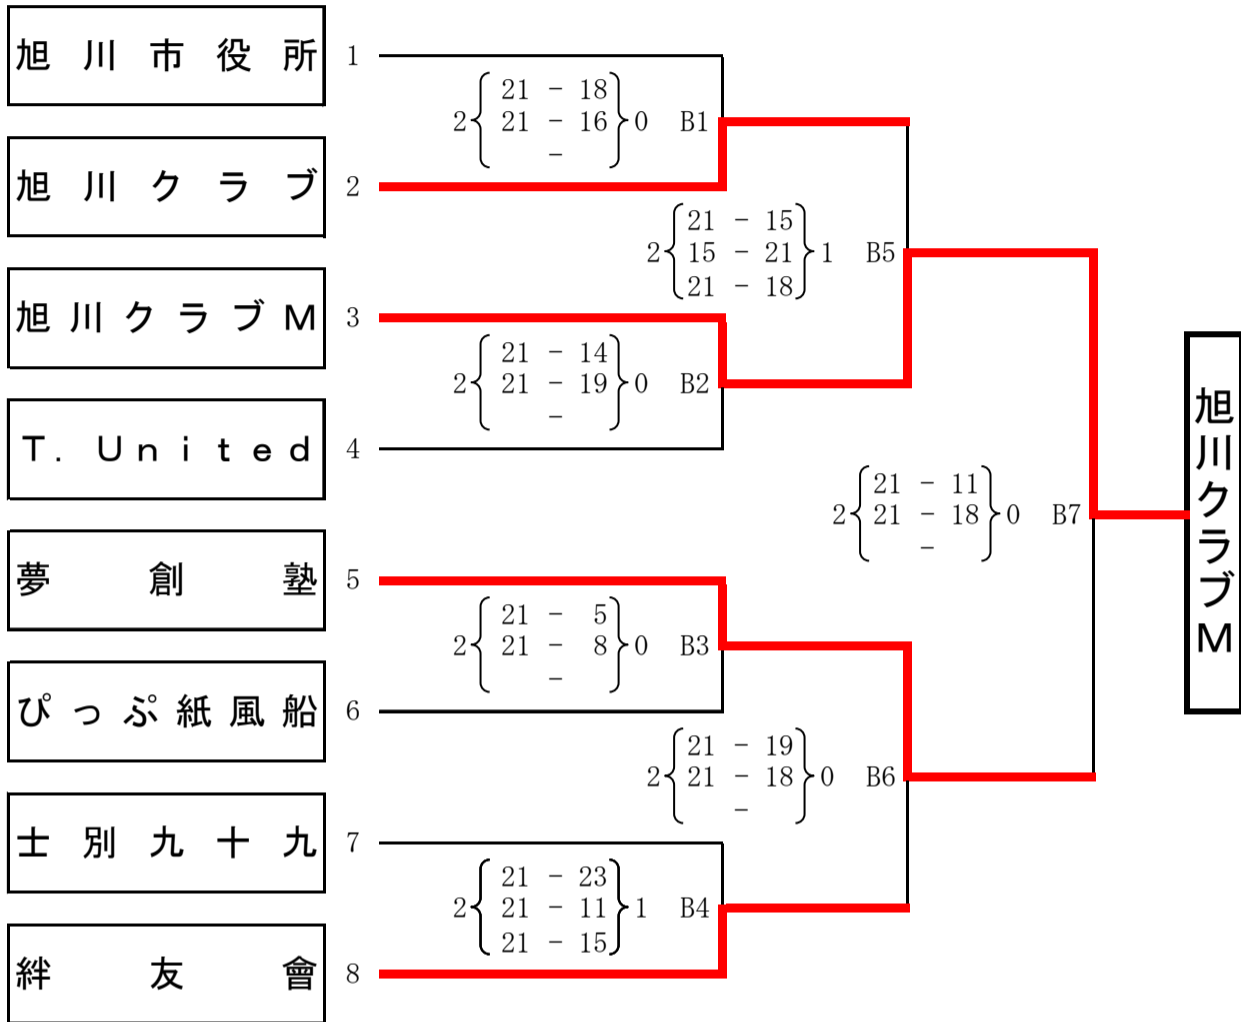 旭川市役所 1
2 { 21 - 18 } 0 B1
21 - 16
-
旭川クラブ 2
2 { 21 - 15 } 1 B5
15 - 21
21 - 18
旭川クラブM 3
2 { 21 - 14 } 0 B2
21 - 19
-
T. United 4
2 { 21 - 11 } 0 B7
21 - 18
-
旭川クラブM
夢創塾 5
2 { 21 - 5 } 0 B3
21 - 8
-
ぴっぷ紙風船 6
2 { 21 - 19 } 0 B6
21 - 18
-
士別九十九 7
2 { 21 - 23 } 1 B4
21 - 11
21 - 15
絆友會 8